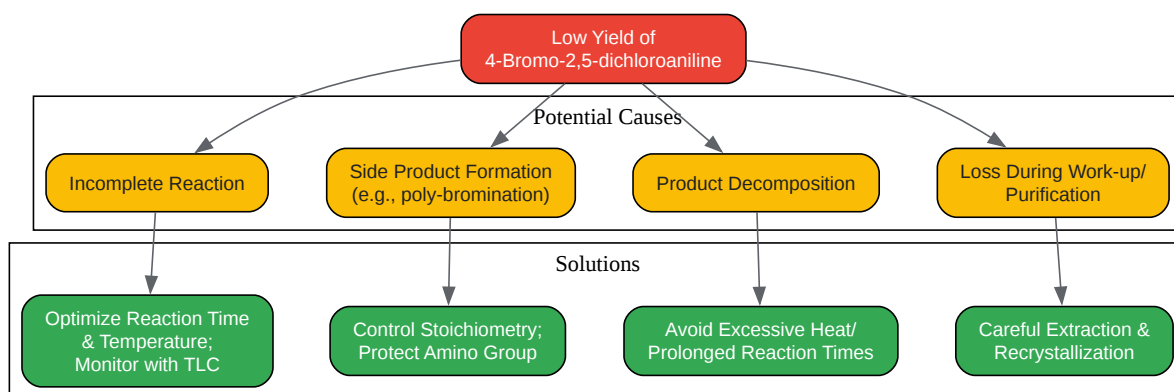 Low Yield of
4-Bromo-2,5-dichloroaniline
Potential Causes
Incomplete Reaction
Side Product Formation
(e.g., poly-bromination)
Product Decomposition
Loss During Work-up/
Purification
Solutions
Optimize Reaction Time
& Temperature;
Monitor with TLC
Control Stoichiometry;
Protect Amino Group
Avoid Excessive Heat/
Prolonged Reaction Times
Careful Extraction &
Recrystallization